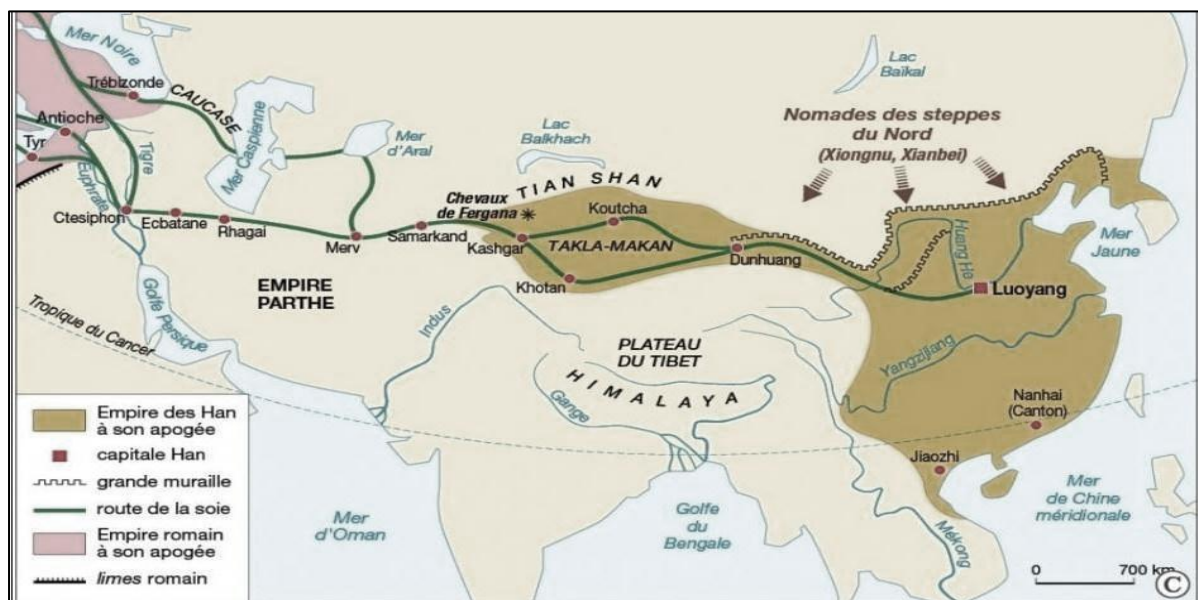 Mer Noire
Trébizonde
CAUCASE
Antioche
Tyr
Tigre
Euphrate
Mer Caspienne
Mer
d'Aral
Lac
Balkhach
Lac
Baïkal
Nomades des steppes
du Nord
(Xiongnu, Xianbei)
TIAN SHAN
Chevaux
de Fergana
Koutcha
Ctesiphon
Ecbatane
Rhagai
Merv
Samarkand
Kashgar
TAKLA-MAKAN
Dunhuang
Khotan
Huang He
Mer
Jaune
Luoyang
EMPIRE
PARTHE
Golfe Persique
Tropique du Cancer
Indus
PLATEAU
DU TIBET
HIMALAYA
Gange
Yangzijiang
Nanhai
(Canton)
Jiaozhi
Mer
d'Oman
Golfe
du
Bengale
Mékong
Mer
de Chine
méridionale
Empire des Han
à son apogée
capitale Han
grande muraille
route de la soie
Empire romain
à son apogée
limes romain
0 700 km
©